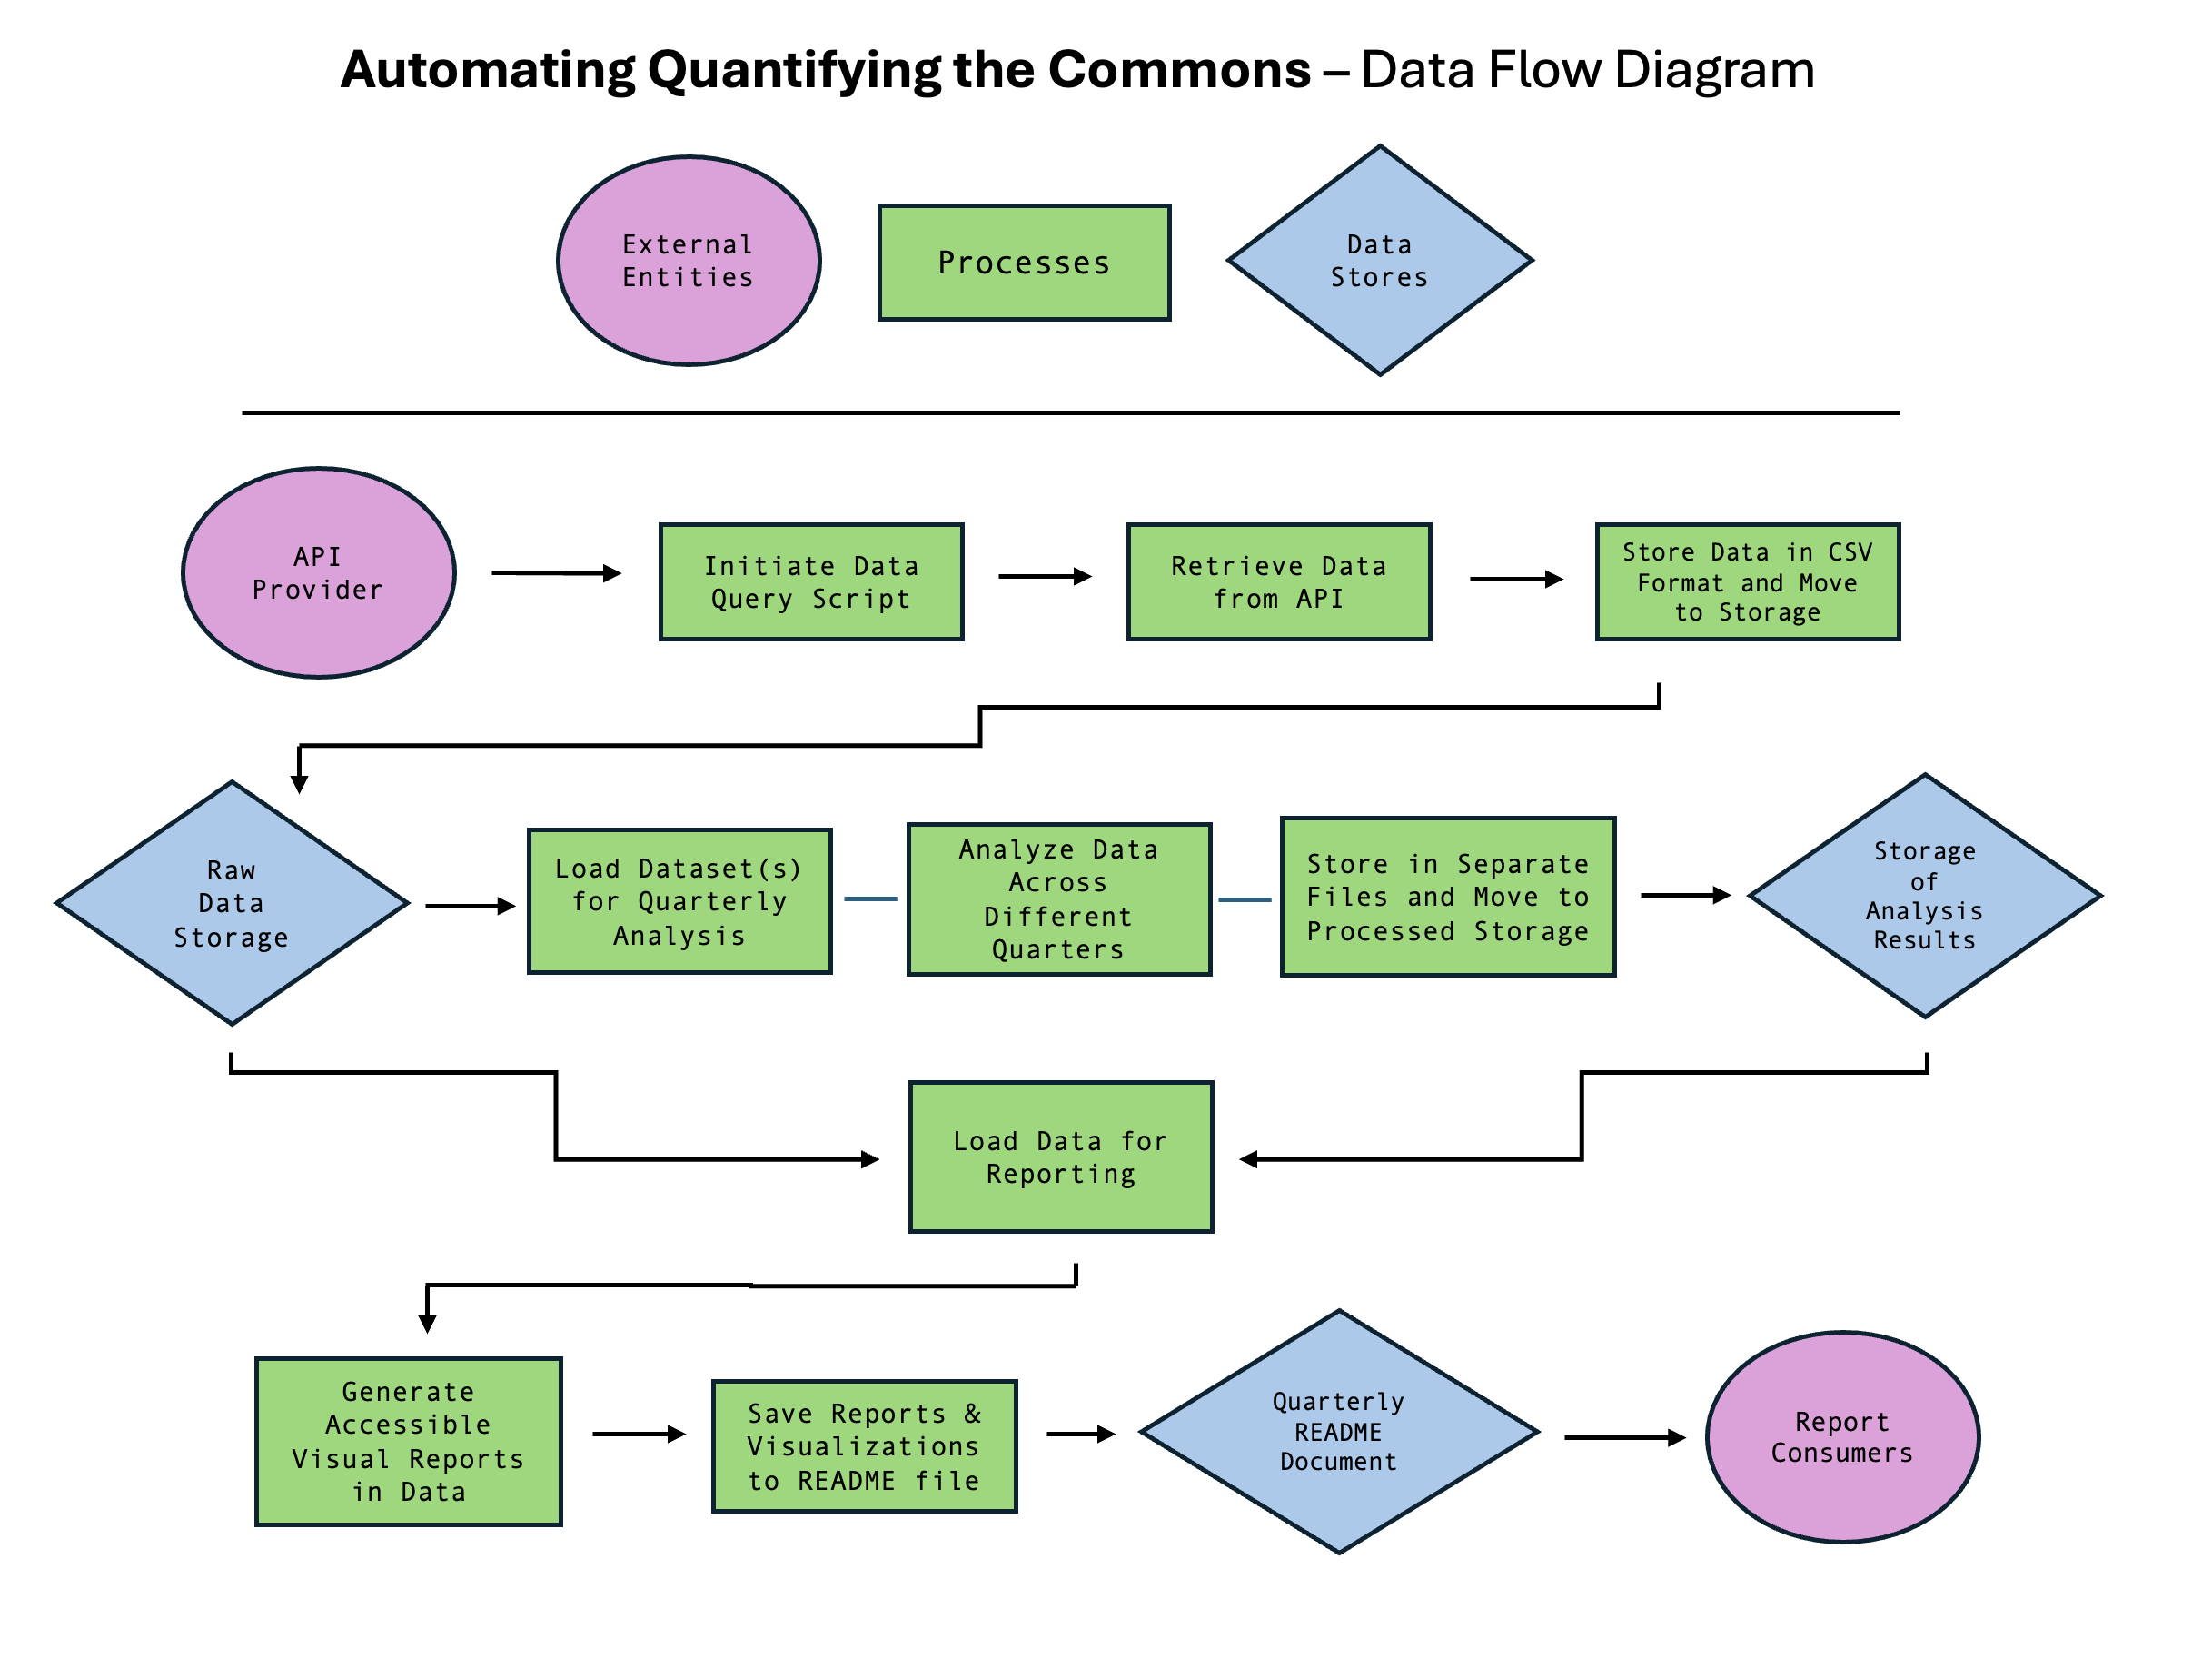 Automating Quantifying the Commons – Data Flow Diagram
External
Entities
Processes
Data
Stores
API
Provider
Initiate Data
Query Script
Retrieve Data
from API
Store Data in CSV
Format and Move
to Storage
Raw
Data
Storage
Load Dataset(s)
for Quarterly
Analysis
Analyze Data
Across
Different
Quarters
Store in Separate
Files and Move to
Processed Storage
Storage
of
Analysis
Results
Load Data for
Reporting
Generate
Accessible
Visual Reports
in Data
Save Reports &
Visualizations
to README file
Quarterly
README
Document
Report
Consumers